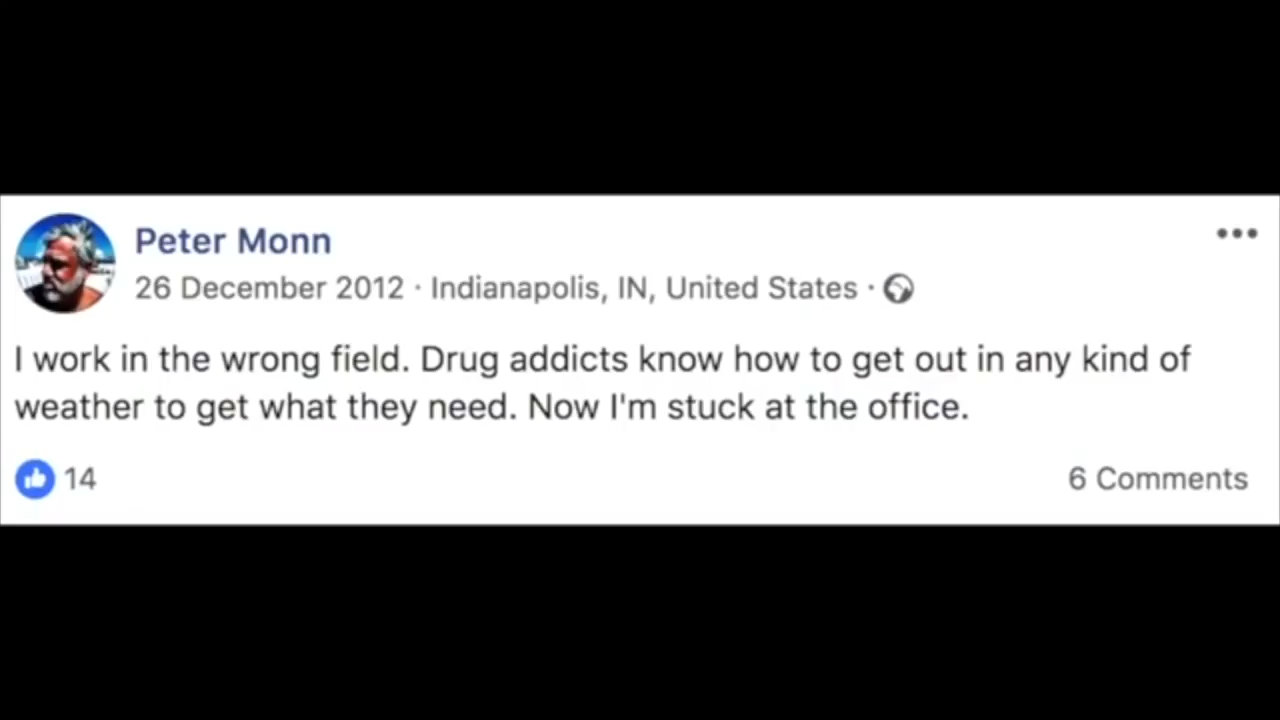 Peter Monn
26 December 2012 · Indianapolis, IN, United States ·
I work in the wrong field. Drug addicts know how to get out in any kind of
weather to get what they need. Now I'm stuck at the office.
14
6 Comments